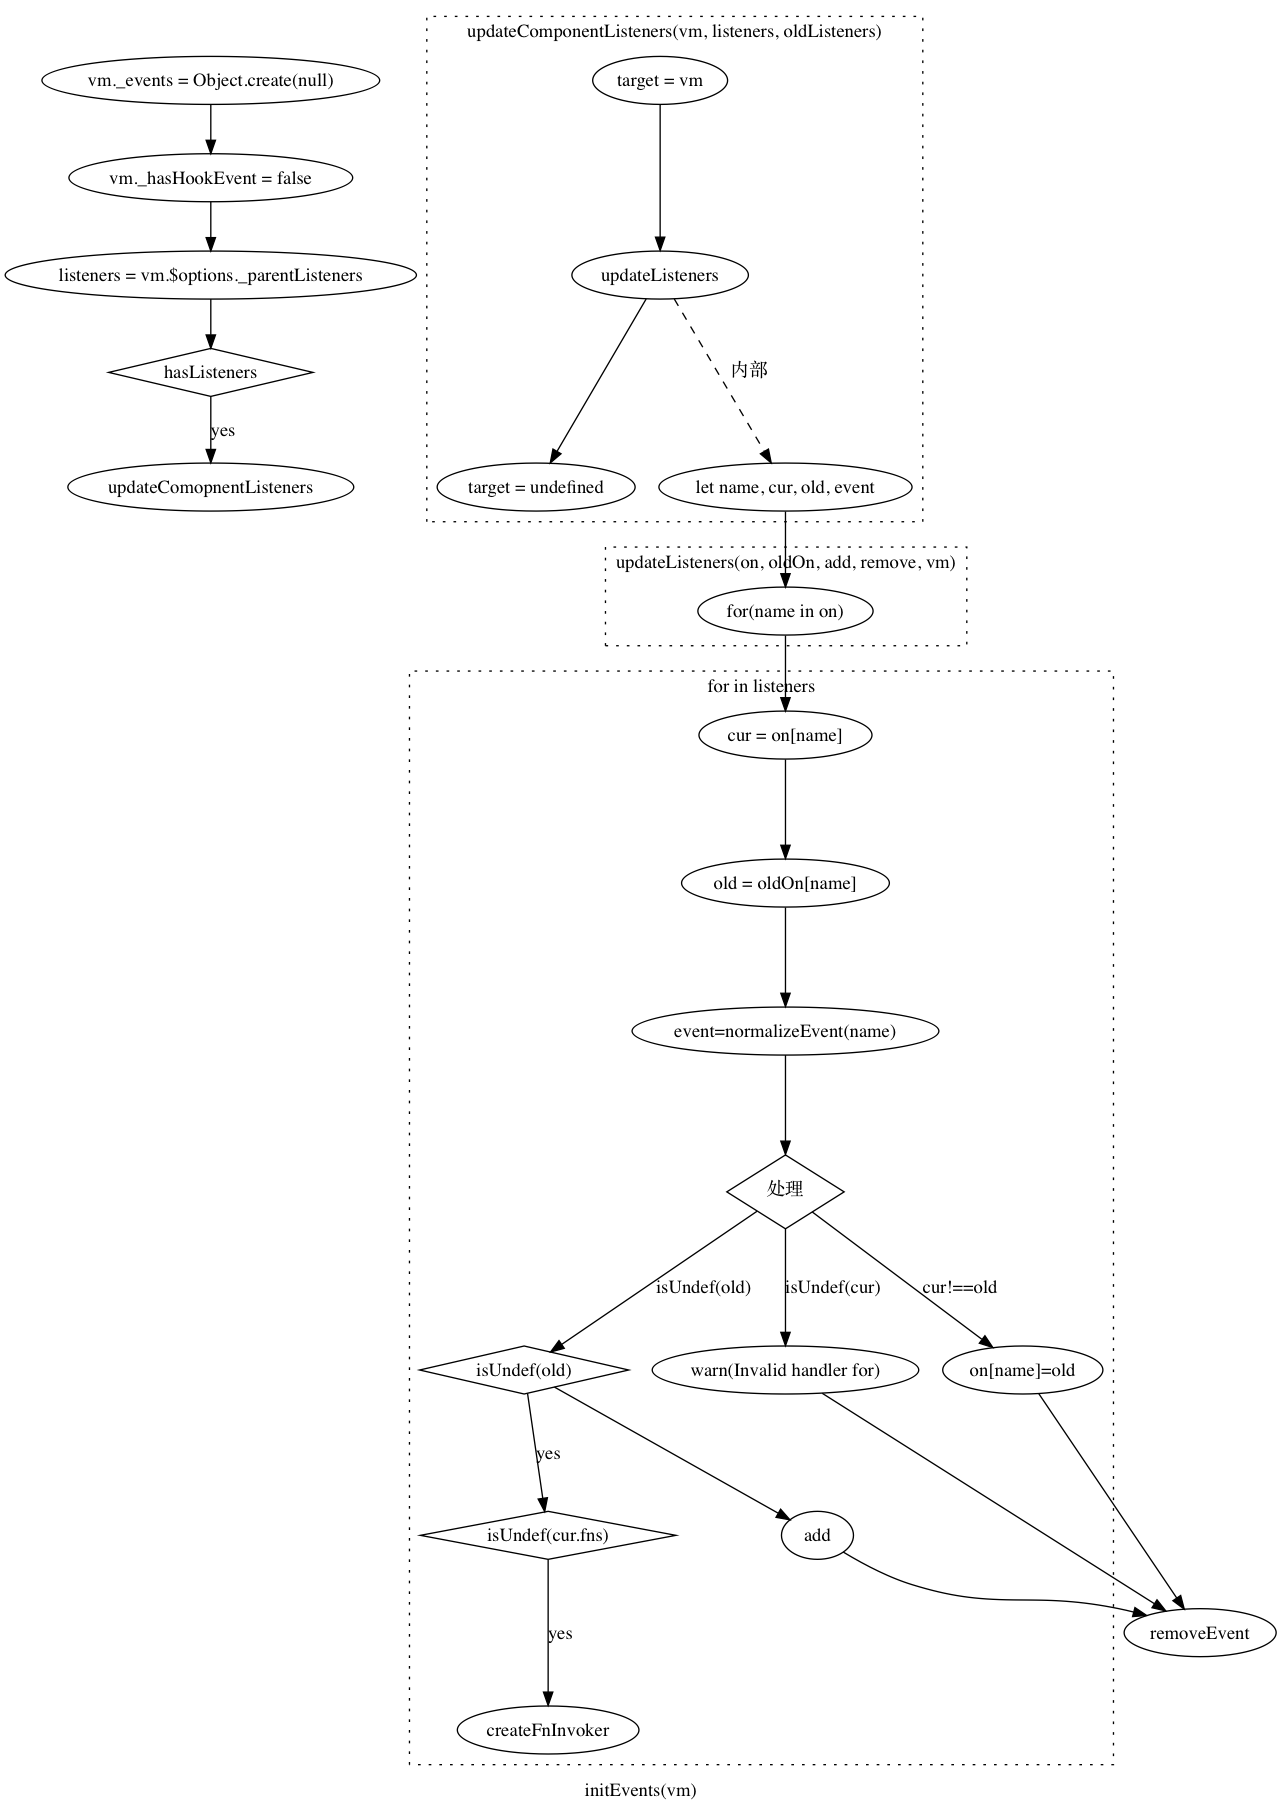 vm._events = Object.create(null)
vm._hasHookEvent = false
listeners = vm.$options._parentListeners
hasListeners
yes
updateComopnentListeners
updateComponentListeners(vm, listeners, oldListeners)
target = vm
updateListeners
内部
target = undefined
let name, cur, old, event
updateListeners(on, oldOn, add, remove, vm)
for(name in on)
for in listeners
cur = on[name]
old = oldOn[name]
event=normalizeEvent(name)
处理
isUndef(old)
isUndef(cur)
cur!==old
isUndef(old)
warn(Invalid handler for)
on[name]=old
yes
isUndef(cur.fns)
add
yes
removeEvent
createFnInvoker
initEvents(vm)